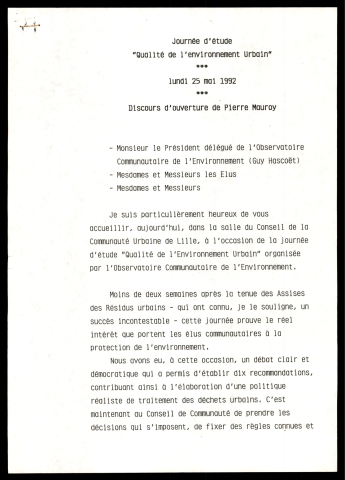 Journée d'étude
"Qualité de l'environnement Urbain"
***
lundi 25 mai 1992
***
Discours d'ouverture de Pierre Mauroy
- Monsieur le Président délégué de l'Observatoire
Communautaire de l'Environnement (Guy Hascoët)
- Mesdames et Messieurs les Elus
- Mesdames et Messieurs
Je suis particulièrement heureux de vous
accueillir, aujourd'hui, dans la salle du Conseil de la
Communauté Urbaine de Lille, à l'occasion de la journée
d'étude "Qualité de l'Environnement Urbain" organisée
par l'Observatoire Communautaire de l'Environnement.
Moins de deux semaines après la tenue des Assises
des Résidus urbains - qui ont connu, je le souligne, un
succès incontestable - cette journée prouve le réel
intérêt que portent les élus communautaires à la
protection de l'environnement.
Nous avons eu, à cette occasion, un débat clair et
démocratique qui a permis d'établir dix recommandations,
contribuant ainsi à l'élaboration d'une politique
réaliste de traitement des déchets urbains. C'est
maintenant au Conseil de Communauté de prendre les
décisions qui s'imposent, de fixer des règles connues et